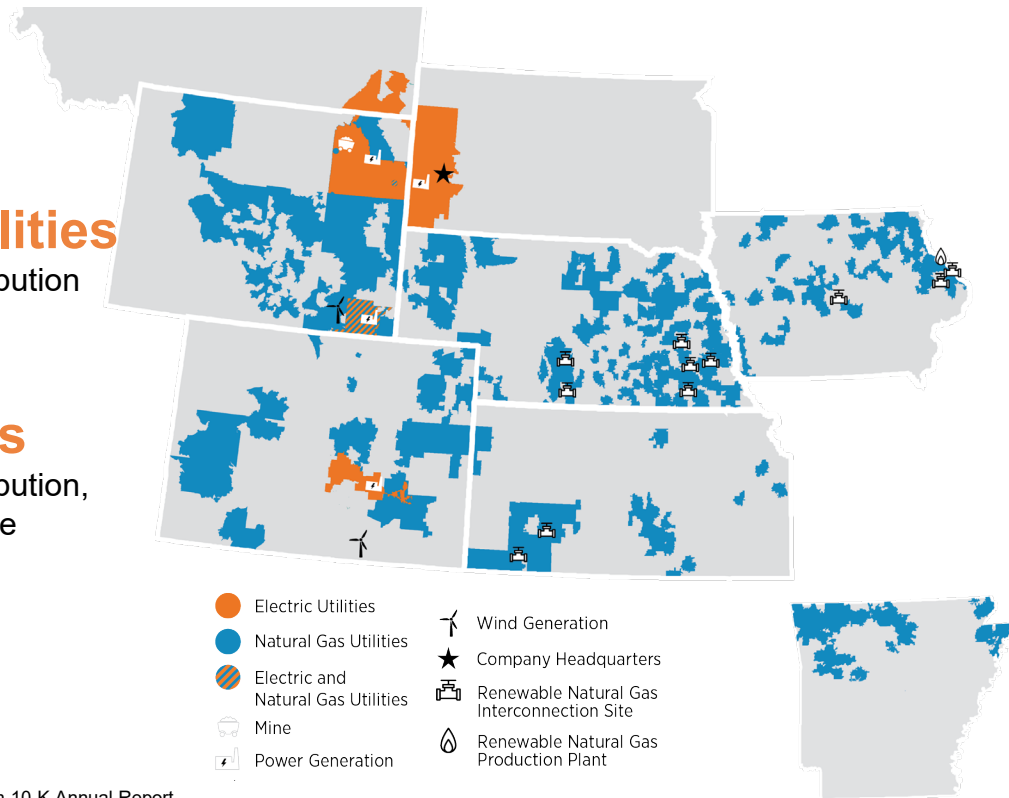 lities
bution
s
bution,
e
Electric Utilities
Natural Gas Utilities
Electric and
Natural Gas Utilities
Mine
Power Generation
Wind Generation
Company Headquarters
Renewable Natural Gas
Interconnection Site
Renewable Natural Gas
Production Plant
10-K Annual Report